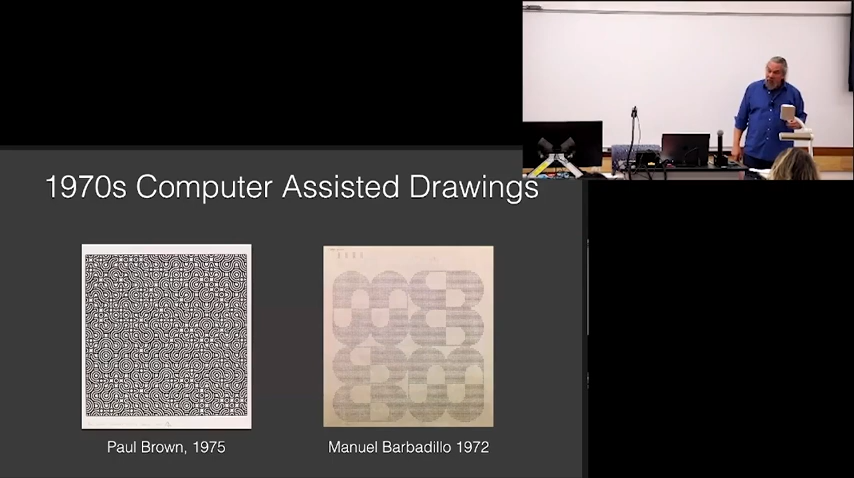 1970s Computer Assisted Drawings
Paul Brown, 1975
Manuel Barbadillo 1972